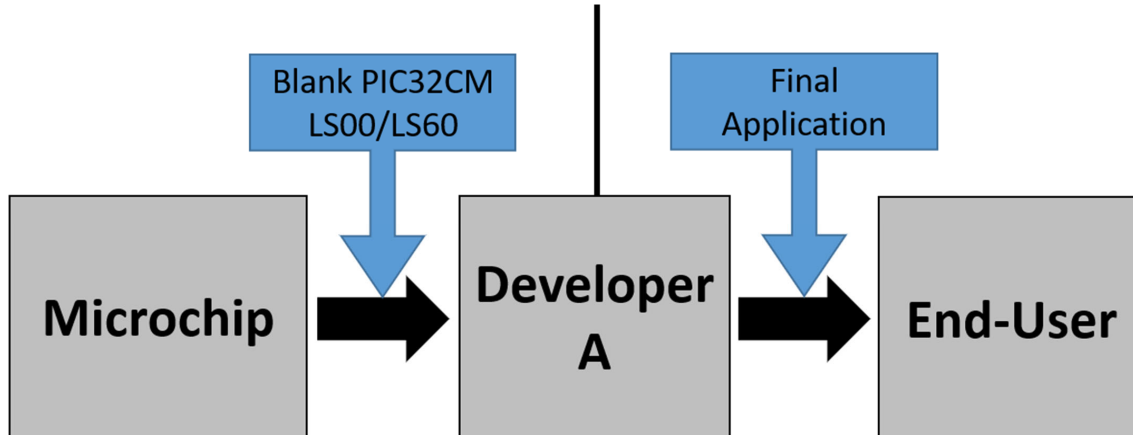 Blank PIC32CM
LS00/LS60
Final
Application
Microchip
Developer
A
End-User